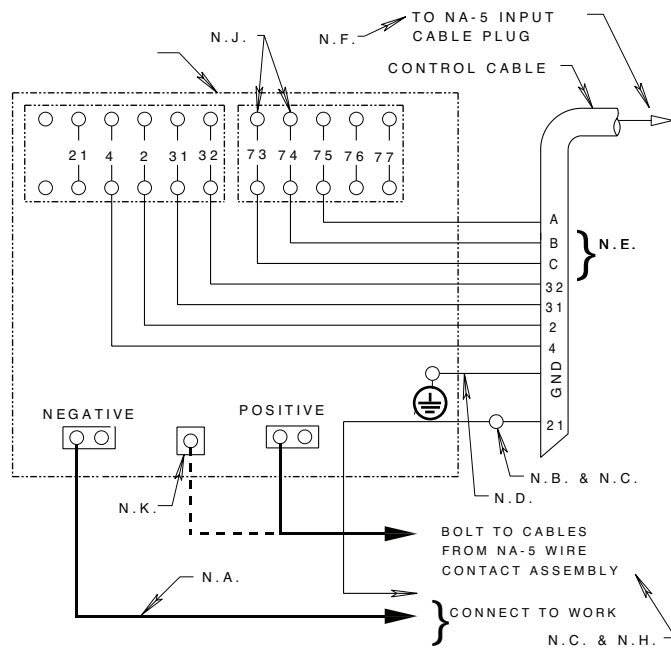 TO NA-5 INPUT
CABLE PLUG
N.J.
N.F.
CONTROL CABLE
21 4 2 31 32 73 74 75 76 77
A
B
N.E.
C
32
31
2
4
GND
NEGATIVE
POSITIVE
21
N.B. & N.C.
N.D.
N.K.
BOLT TO CABLES
FROM NA-5 WIRE
CONTACT ASSEMBLY
N.A.
CONNECT TO WORK
N.C. & N.H.